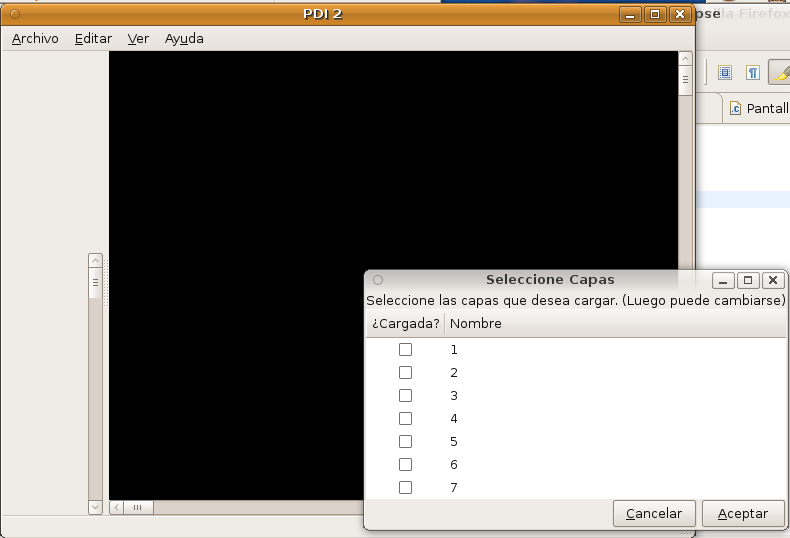 PDI 2
pse
la Firefox
Archivo Editar Ver Ayuda
.c Pantall
Seleccione Capas
Seleccione las capas que desea cargar. (Luego puede cambiarse)
¿Cargada? Nombre
1
2
3
4
5
6
7
Cancelar Aceptar